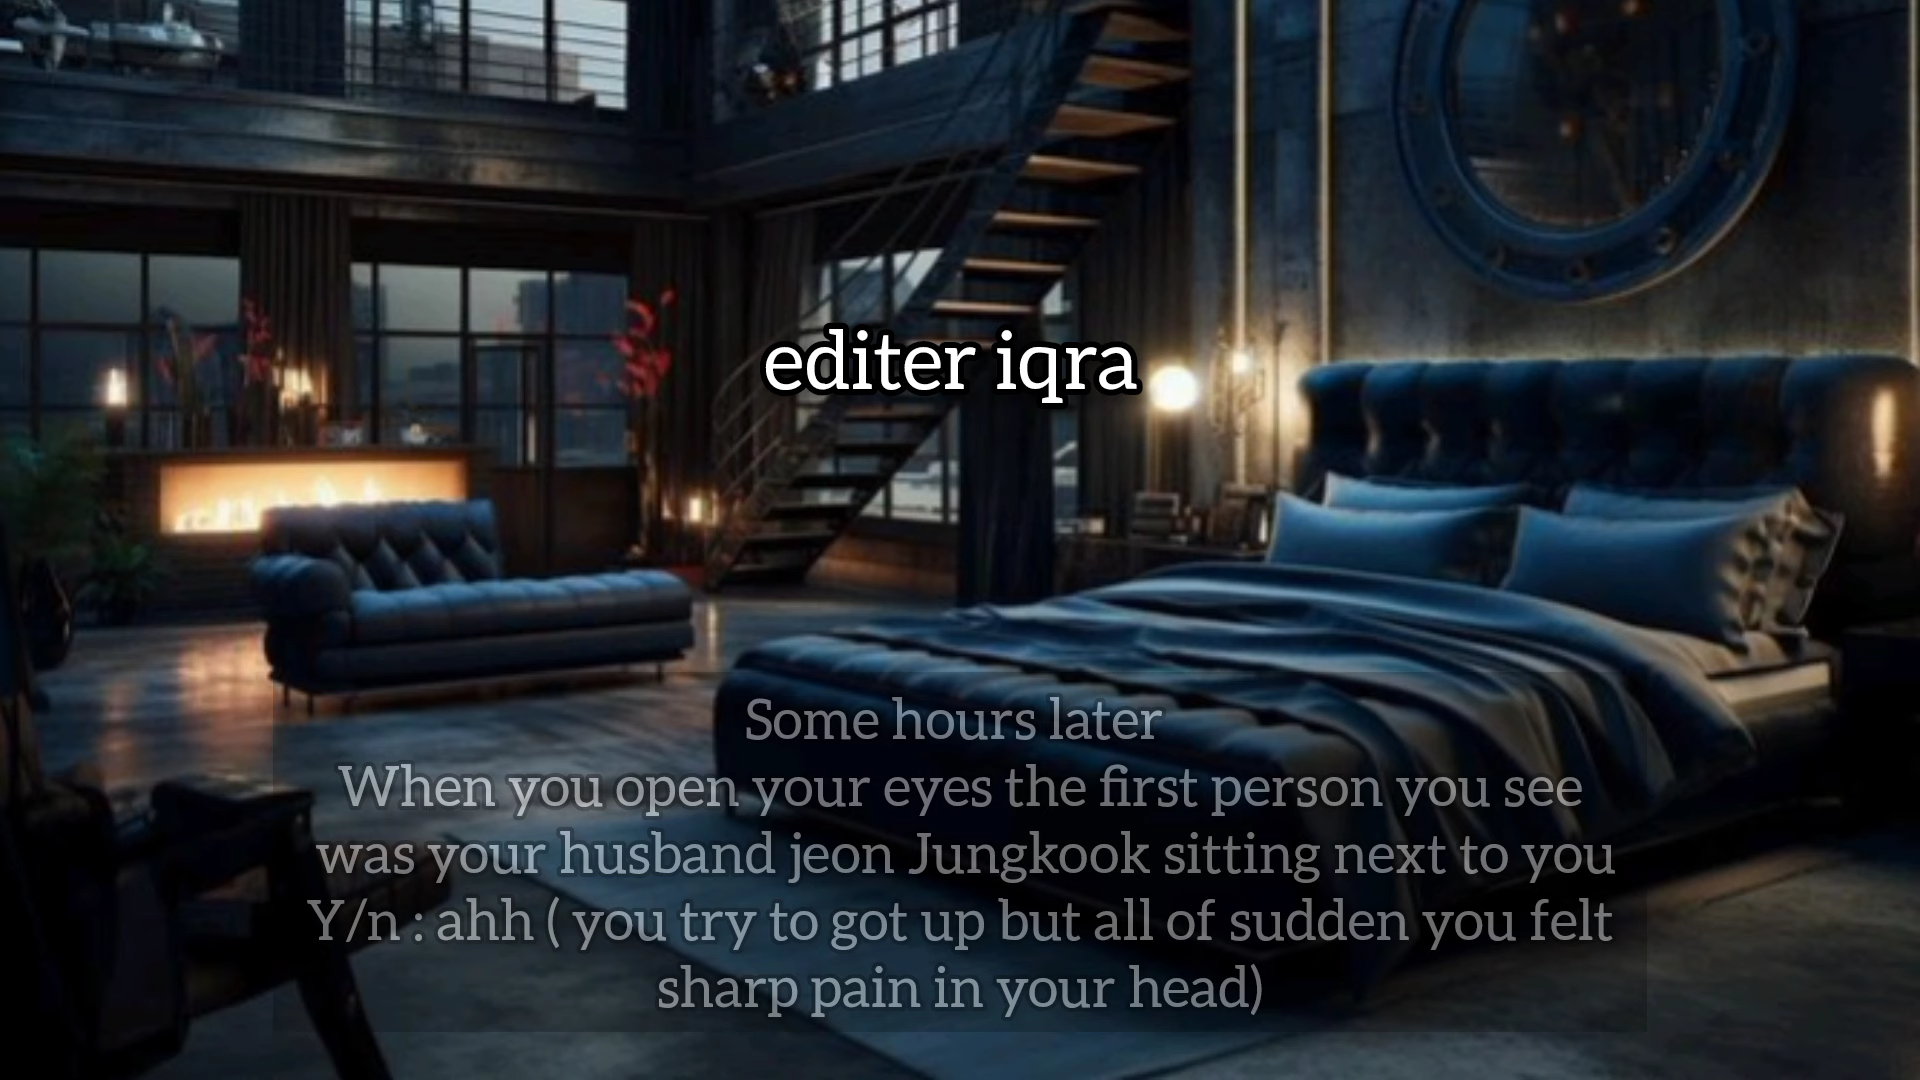 editer iqra
Some hours later
When you open your eyes the first person you see
was your husband jeon Jungkook sitting next to you
Y/n : ahh ( you try to got up but all of sudden you felt
sharp pain in your head)